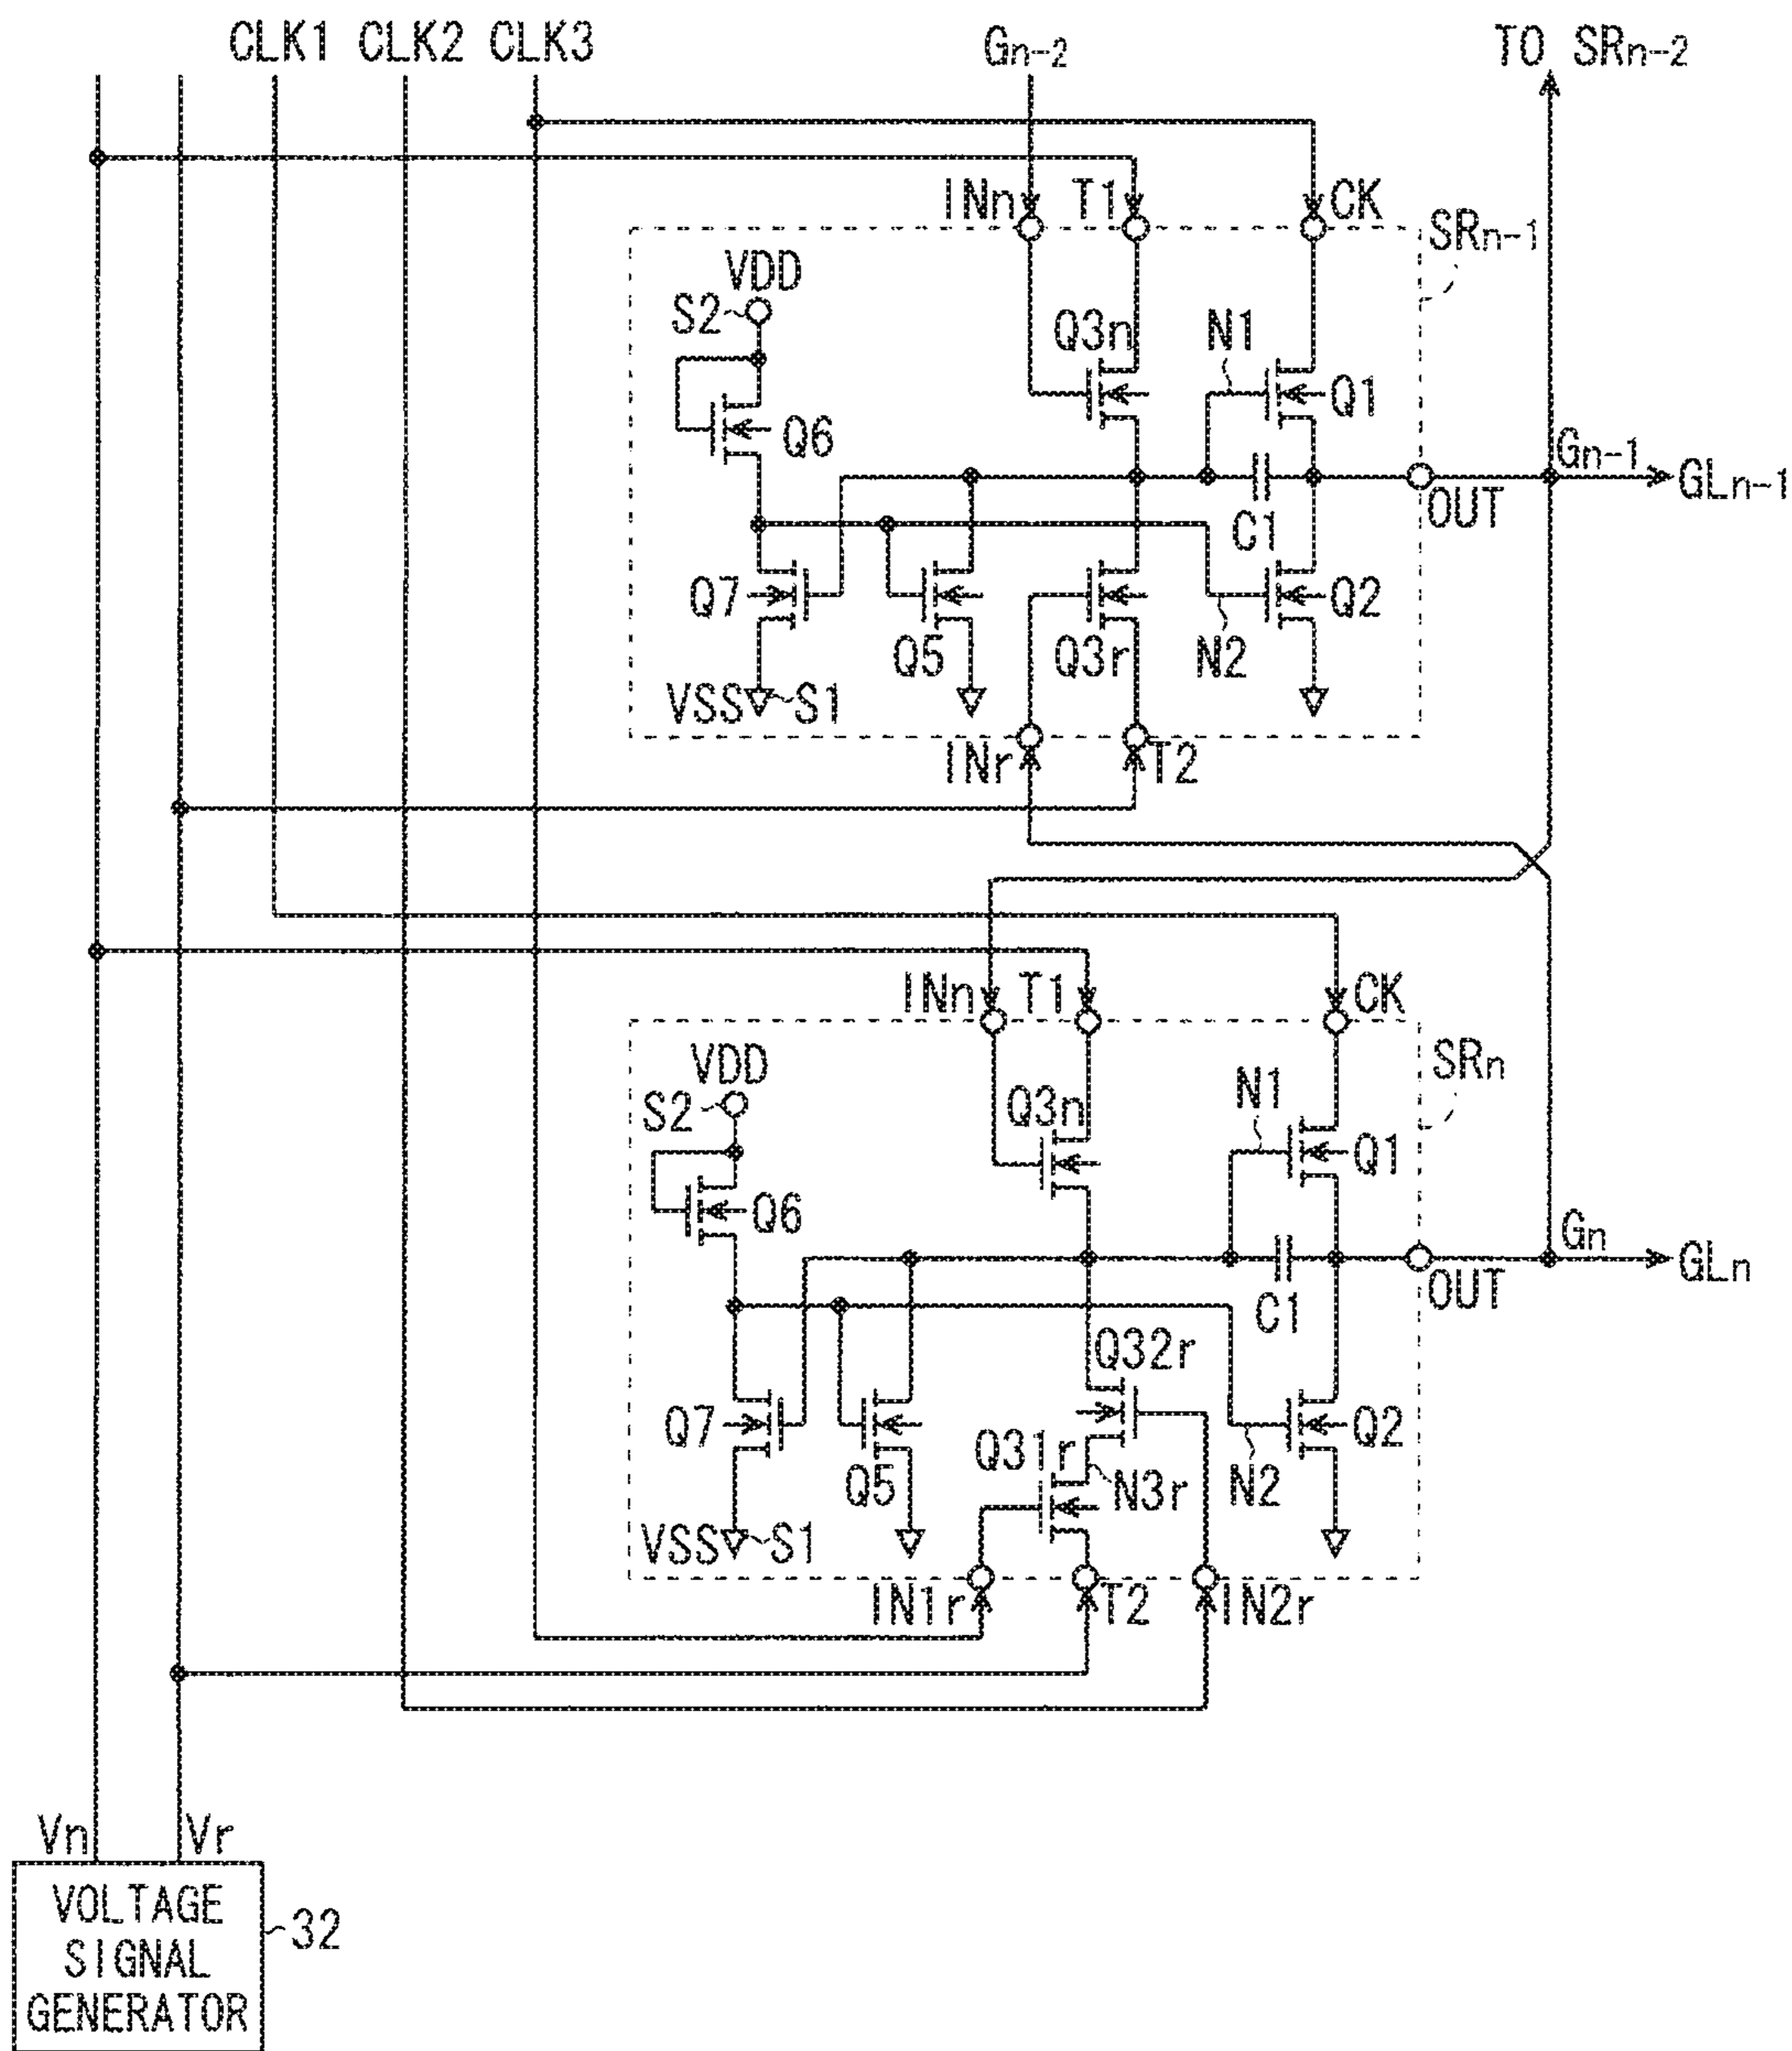 CLK1 CLK2 CLK3 Gn-2 TO SRn-2
INn T1 CK
SRn-1
VDD
S2
Q3n N1
Q1
Q6
Gn-1
GLn-1
OUT
C1
Q7 Q2
Q5 Q3r N2
VSS S1
INr T2
INn T1 CK
SRn
VDD
S2 Q3n N1
Q1
Q6
Gn
GLn
OUT
C1
Q32r
Q7 Q2
Q31r
Q5 N3r N2
VSS S1
IN1r T2 IN2r
Vn Vr
VOLTAGE
SIGNAL
GENERATOR
32